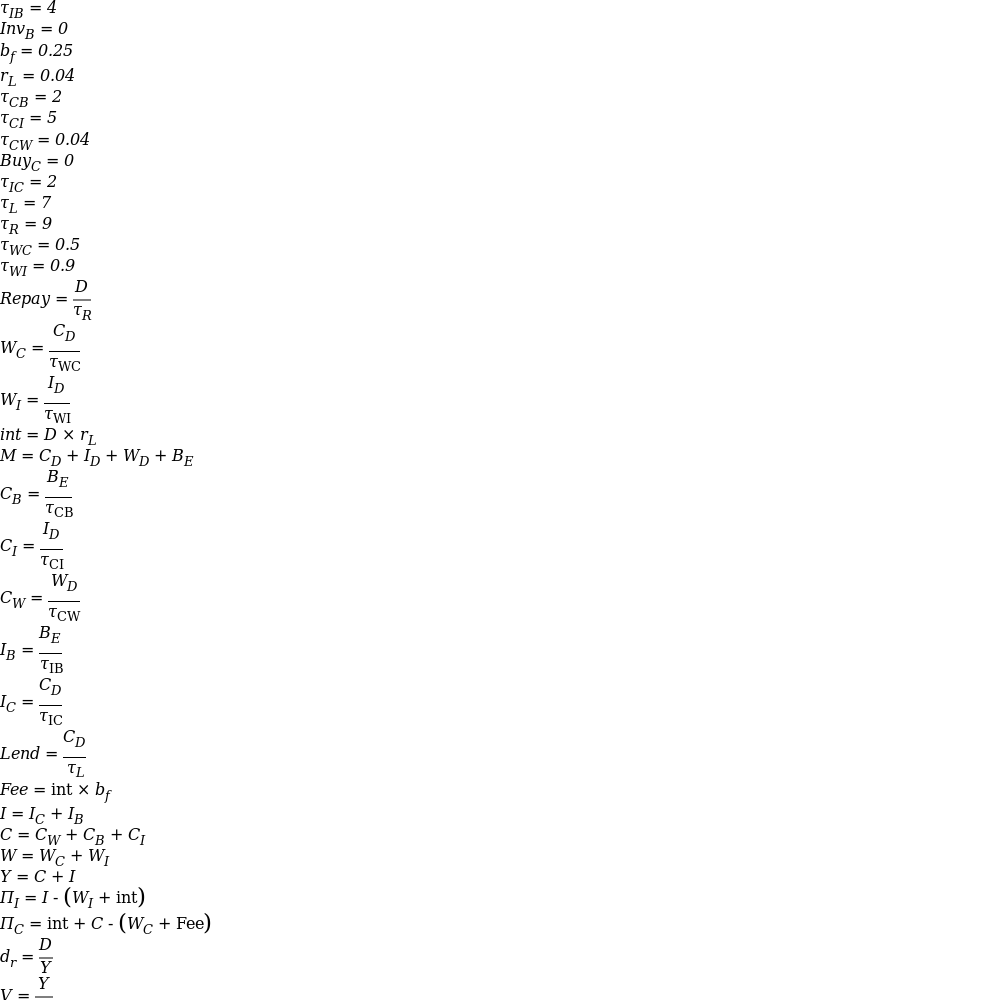 τ_IB = 4
Inv_B = 0
b_f = 0.25
r_L = 0.04
τ_CB = 2
τ_CI = 5
τ_CW = 0.04
Buy_C = 0
τ_IC = 2
τ_L = 7
τ_R = 9
τ_WC = 0.5
τ_WI = 0.9
Repay = D / τ_R
W_C = C_D / τ_WC
W_I = I_D / τ_WI
int = D × r_L
M = C_D + I_D + W_D + B_E
C_B = B_E / τ_CB
C_I = I_D / τ_CI
C_W = W_D / τ_CW
I_B = B_E / τ_IB
I_C = C_D / τ_IC
Lend = C_D / τ_L
Fee = int × b_f
I = I_C + I_B
C = C_W + C_B + C_I
W = W_C + W_I
Y = C + I
Π_I = I - (W_I + int)
Π_C = int + C - (W_C + Fee)
d_r = D / Y
V = Y /